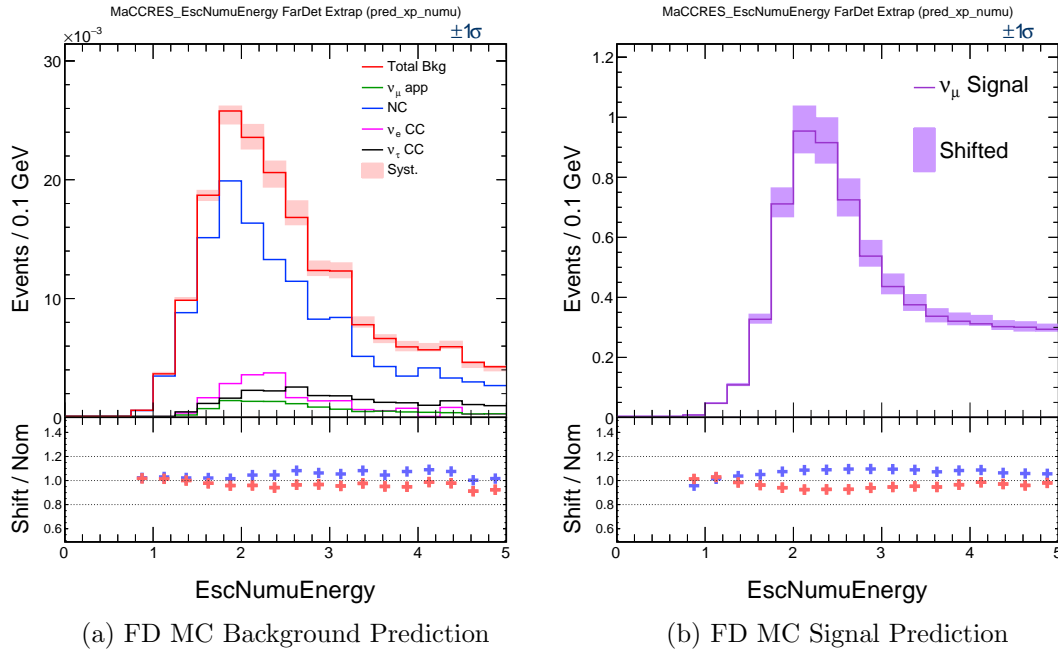 MaCCRES_EscNumuEnergy FarDet Extrap (pred_xp_numu)
±1σ
×10⁻³
30
20
10
0
Events / 0.1 GeV
Total Bkg
νμ app
NC
νe CC
ντ CC
Syst.
1.4
1.2
1.0
0.8
0.6
Shift / Nom
0 1 2 3 4 5
EscNumuEnergy
(a) FD MC Background Prediction
MaCCRES_EscNumuEnergy FarDet Extrap (pred_xp_numu)
±1σ
1.2
1
0.8
0.6
0.4
0.2
0
Events / 0.1 GeV
νμ Signal
Shifted
1.4
1.2
1.0
0.8
0.6
Shift / Nom
0 1 2 3 4 5
EscNumuEnergy
(b) FD MC Signal Prediction